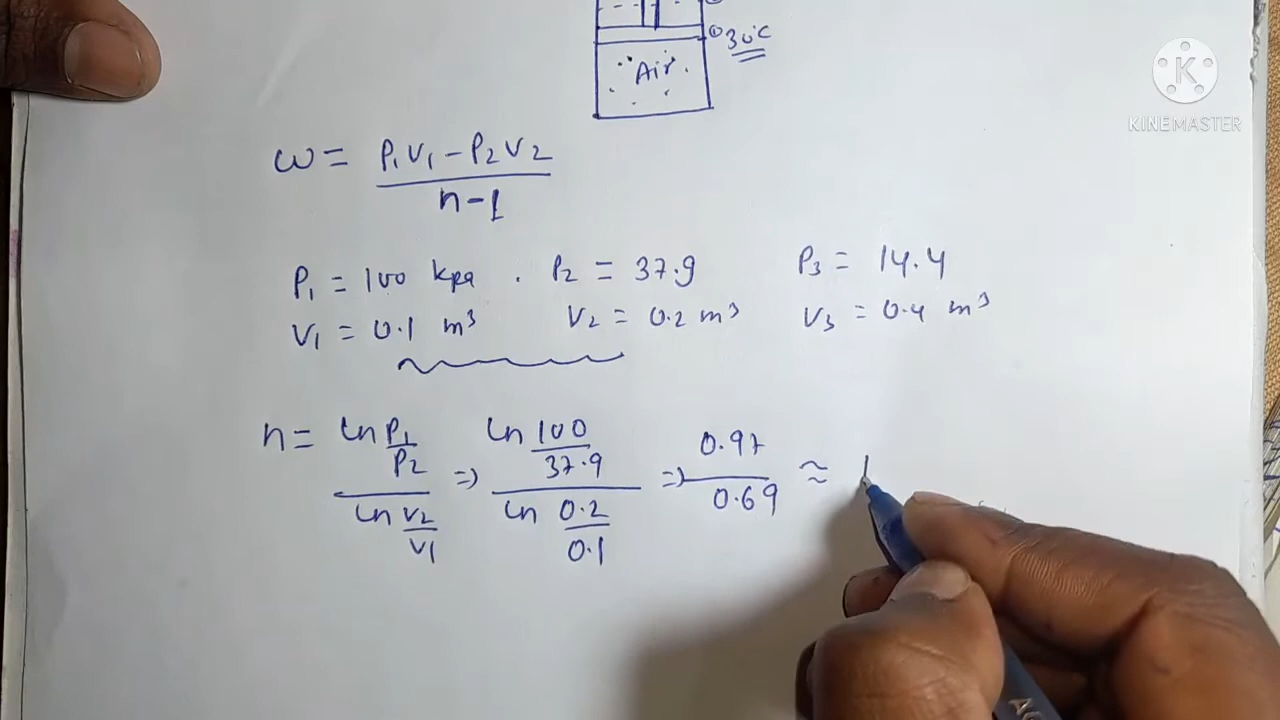 ① 30°C
Air
KINEMASTER
W = P₁V₁ - P₂V₂ / n-1
P₁ = 100 kpa . P₂ = 37.9 P₃ = 14.4
V₁ = 0.1 m³ V₂ = 0.2 m³ V₃ = 0.4 m³
n = ln P₁/P₂ / ln V₂/V₁ => ln 100/37.9 / ln 0.2/0.1 => 0.97 / 0.69 ≈ 1